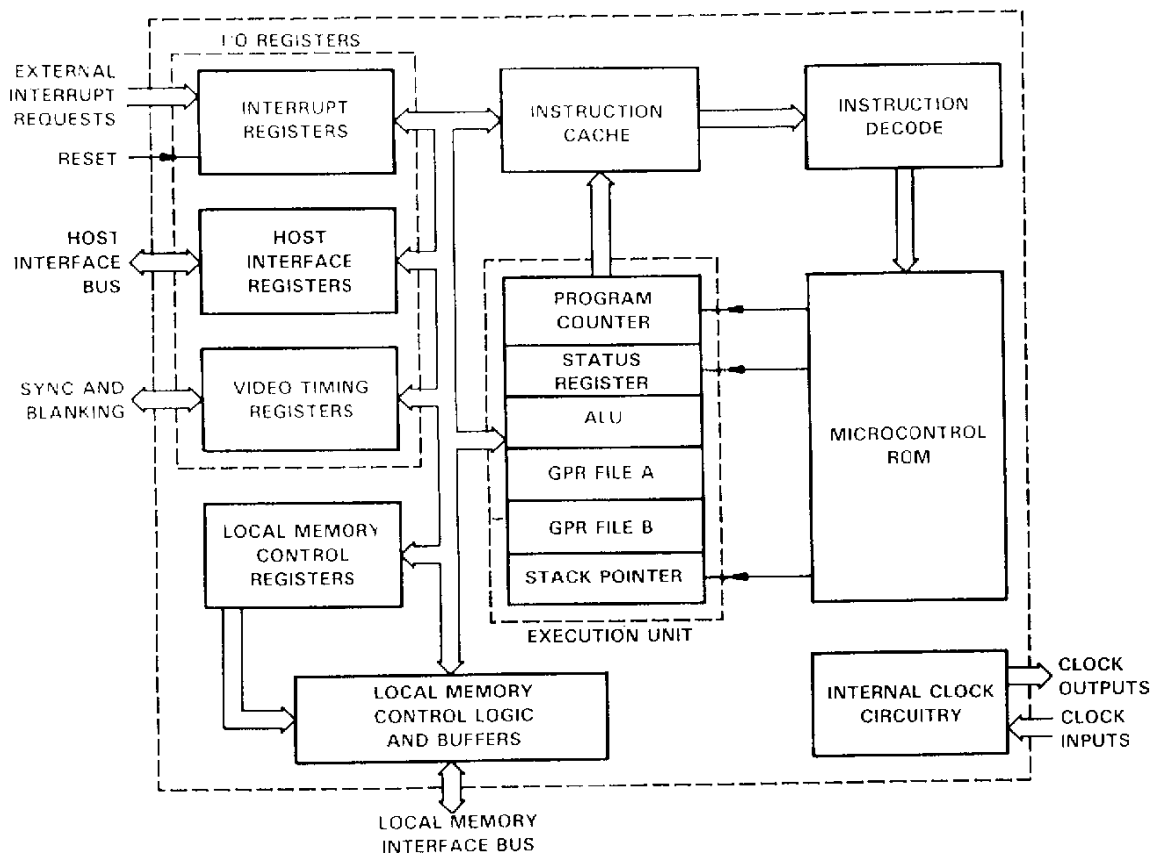 I/O REGISTERS
EXTERNAL
INTERRUPT
REQUESTS
RESET
INTERRUPT
REGISTERS
INSTRUCTION
CACHE
INSTRUCTION
DECODE
HOST
INTERFACE
BUS
HOST
INTERFACE
REGISTERS
SYNC AND
BLANKING
VIDEO TIMING
REGISTERS
PROGRAM
COUNTER
STATUS
REGISTER
ALU
GPR FILE A
GPR FILE B
STACK POINTER
EXECUTION UNIT
MICROCONTROL
ROM
LOCAL MEMORY
CONTROL
REGISTERS
LOCAL MEMORY
CONTROL LOGIC
AND BUFFERS
INTERNAL CLOCK
CIRCUITRY
CLOCK
OUTPUTS
CLOCK
INPUTS
LOCAL MEMORY
INTERFACE BUS